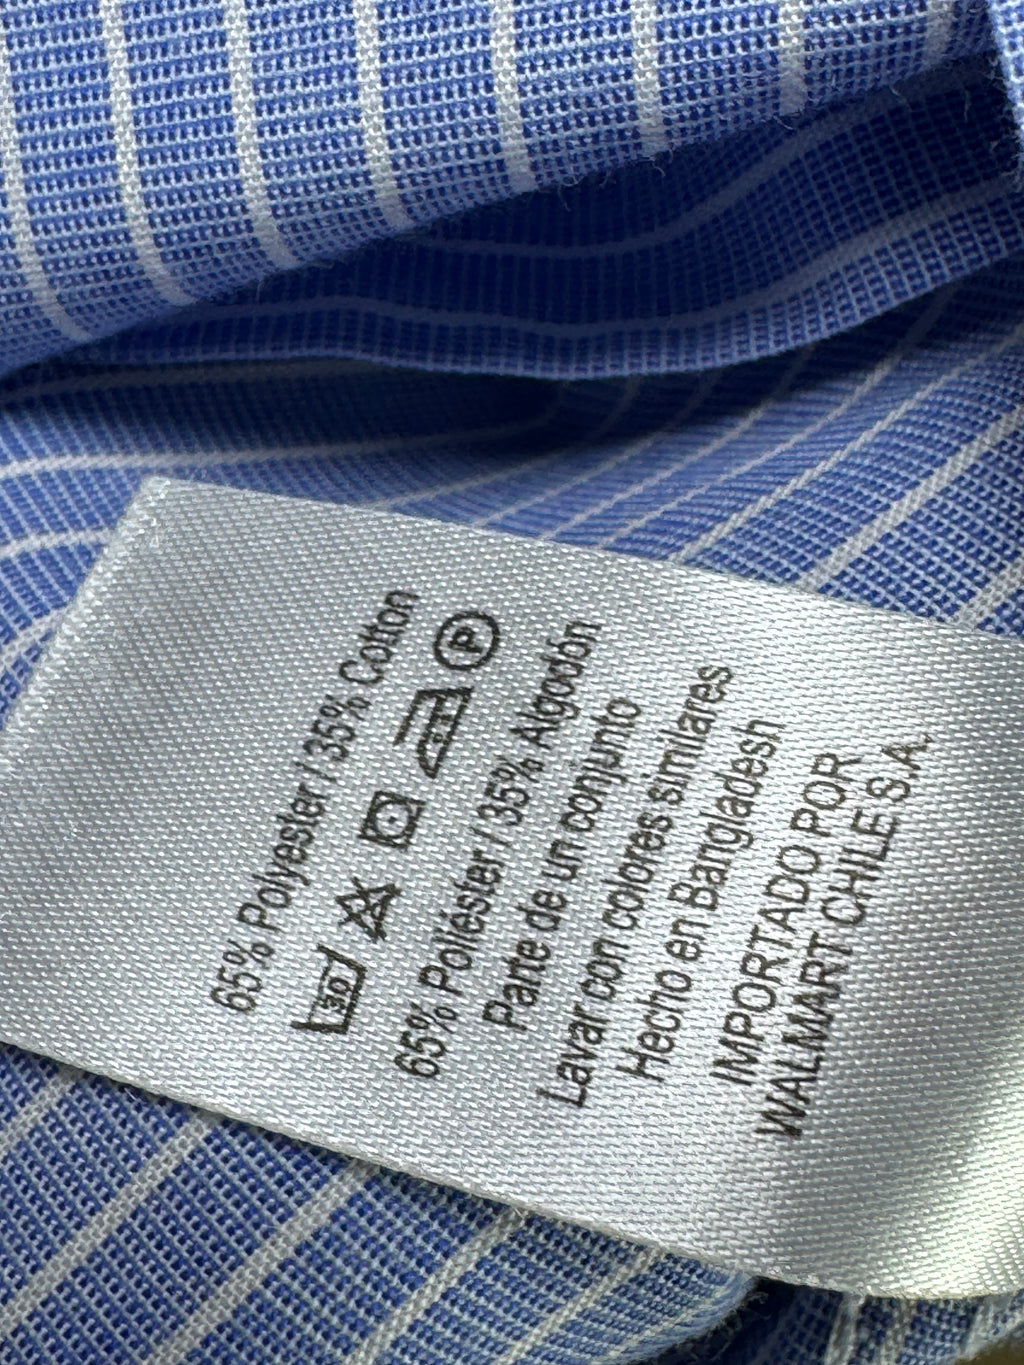 65% Polyester / 35% Cotton
30 P
65% Poliéster / 35% Algodón
Parte de un conjunto
Lavar con colores similares
Hecho en Bangladesh
IMPORTADO POR
WALMART CHILE S.A.